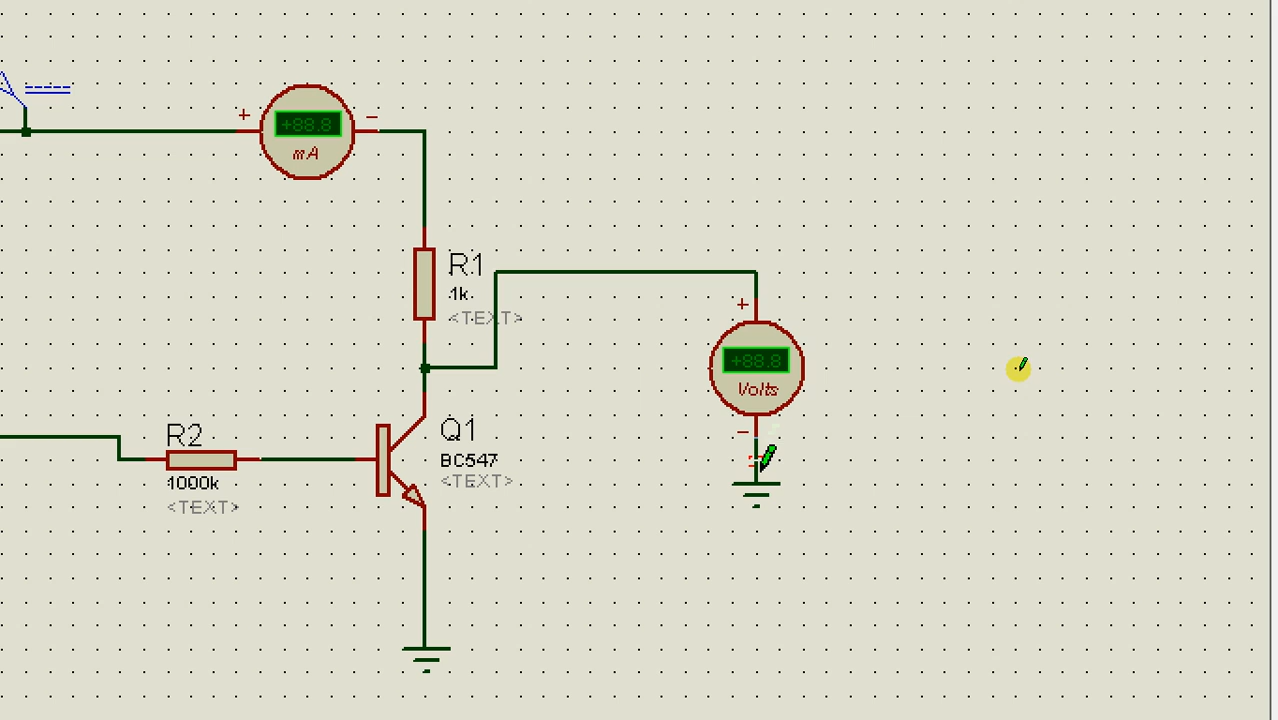 + −
+88.8
mA
R1
1k
<TEXT>
+
+88.8
Volts
−
R2
1000k
<TEXT>
Q1
BC547
<TEXT>